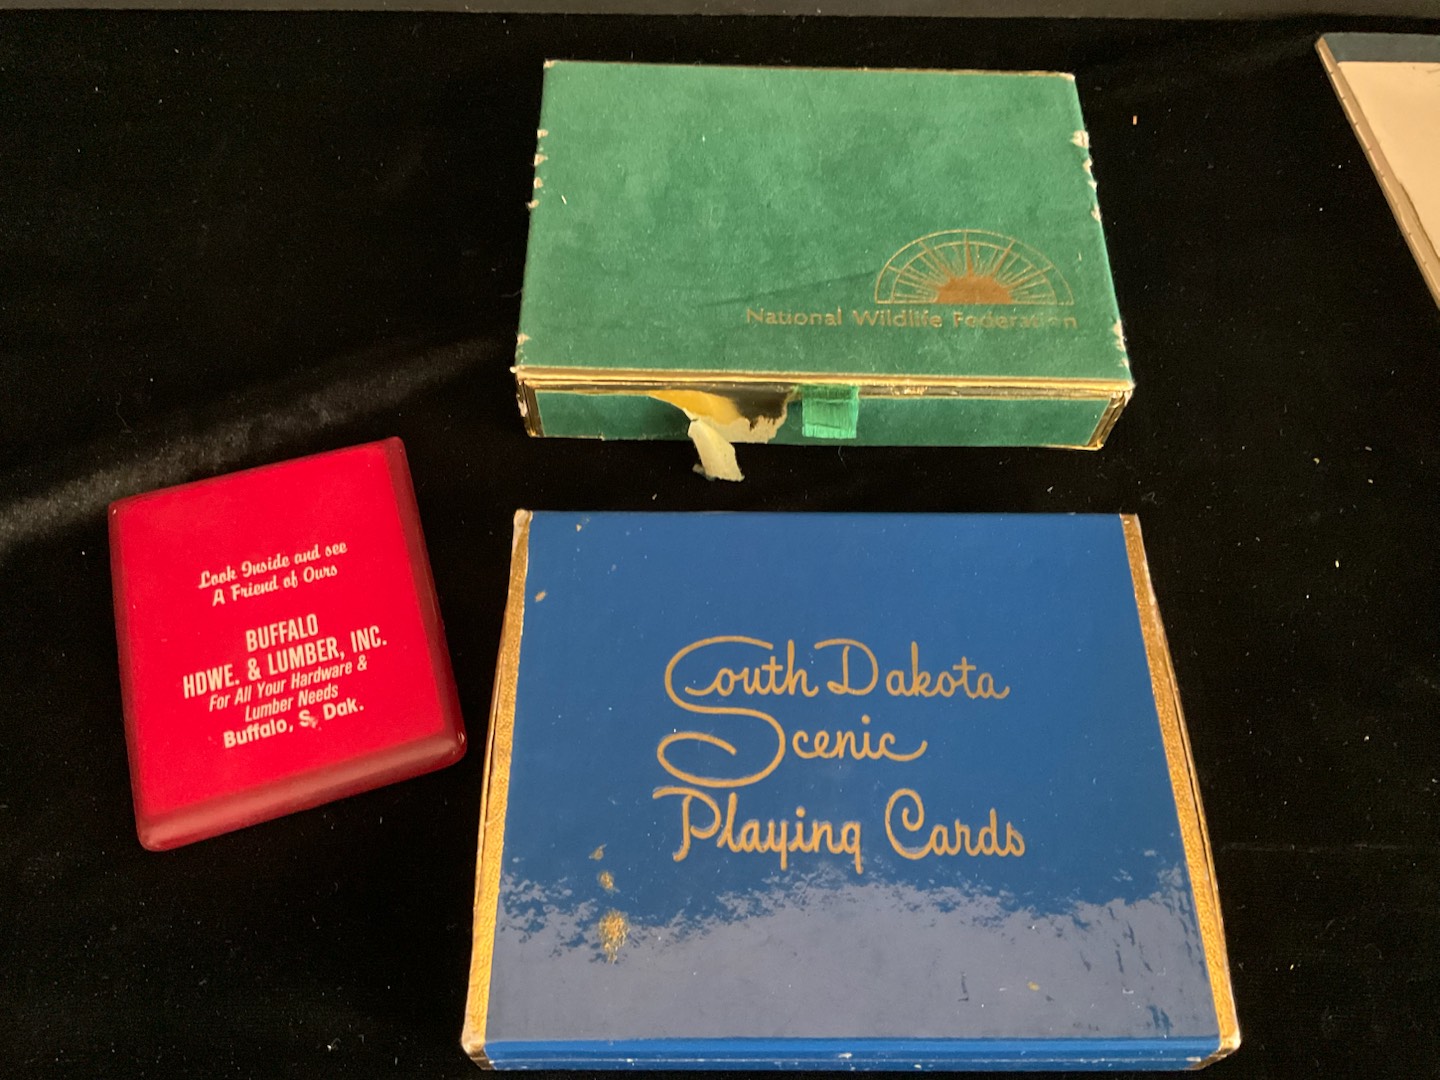 National Wildlife Federation
Look Inside and see
A Friend of Ours
BUFFALO
HDWE. & LUMBER, INC.
For All Your Hardware &
Lumber Needs
Buffalo, S. Dak.
South Dakota
Scenic
Playing Cards